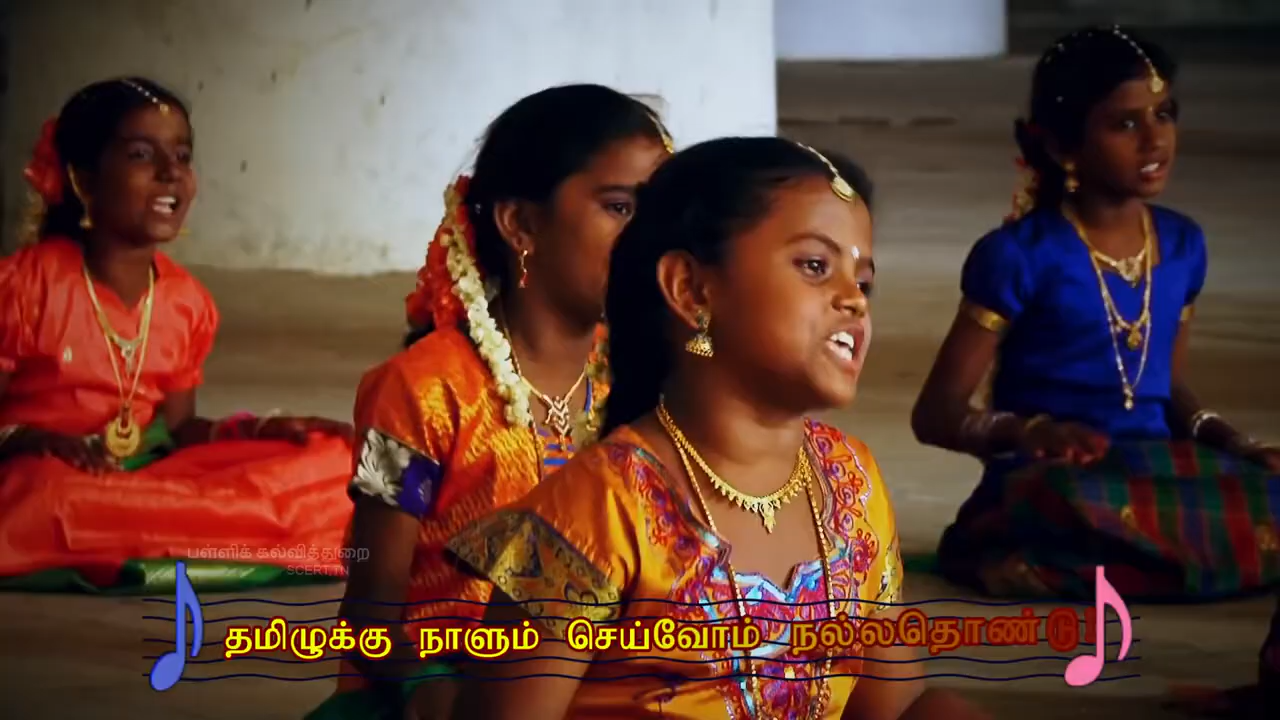 பள்ளிக் கல்வித்துறை
SCERT,TN
தமிழுக்கு நாளும் செய்வோம் நல்லதொண்டு!